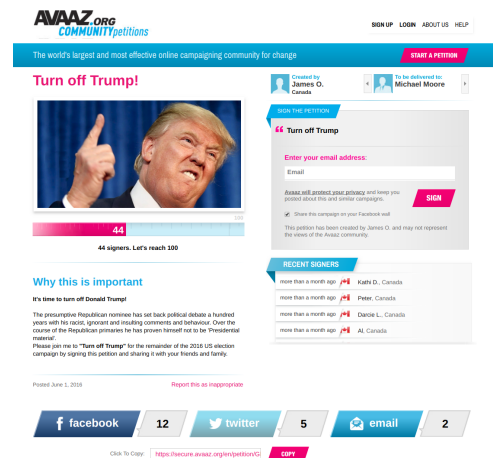 AVAAZ.ORG
COMMUNITYpetitions
SIGN UP LOGIN ABOUT US HELP
The world's largest and most effective online campaigning community for change
START A PETITION
Turn off Trump!
Created by
James O.
Canada
To be delivered to:
Michael Moore
SIGN THE PETITION
Turn off Trump
Enter your email address:
Email
Avaaz will protect your privacy and keep you
posted about this and similar campaigns.
SIGN
Share this campaign on your Facebook wall
This petition has been created by James O. and may not represent
the views of the Avaaz community.
100
44
44 signers. Let's reach 100
RECENT SIGNERS
more than a month ago Kathi D., Canada
more than a month ago Peter, Canada
more than a month ago Darcie L., Canada
more than a month ago Al, Canada
Why this is important
It's time to turn off Donald Trump!
The presumptive Republican nominee has set back political debate a hundred
years with his racist, ignorant and insulting comments and behaviour. Over the
course of the Republican primaries he has proven himself not to be 'Presidential
material'.
Please join me to "Turn off Trump" for the remainder of the 2016 US election
campaign by signing this petition and sharing it with your friends and family.
Posted June 1, 2016
Report this as inappropriate
facebook 12
twitter 5
email 2
Click To Copy: https://secure.avaaz.org/en/petition/G
COPY